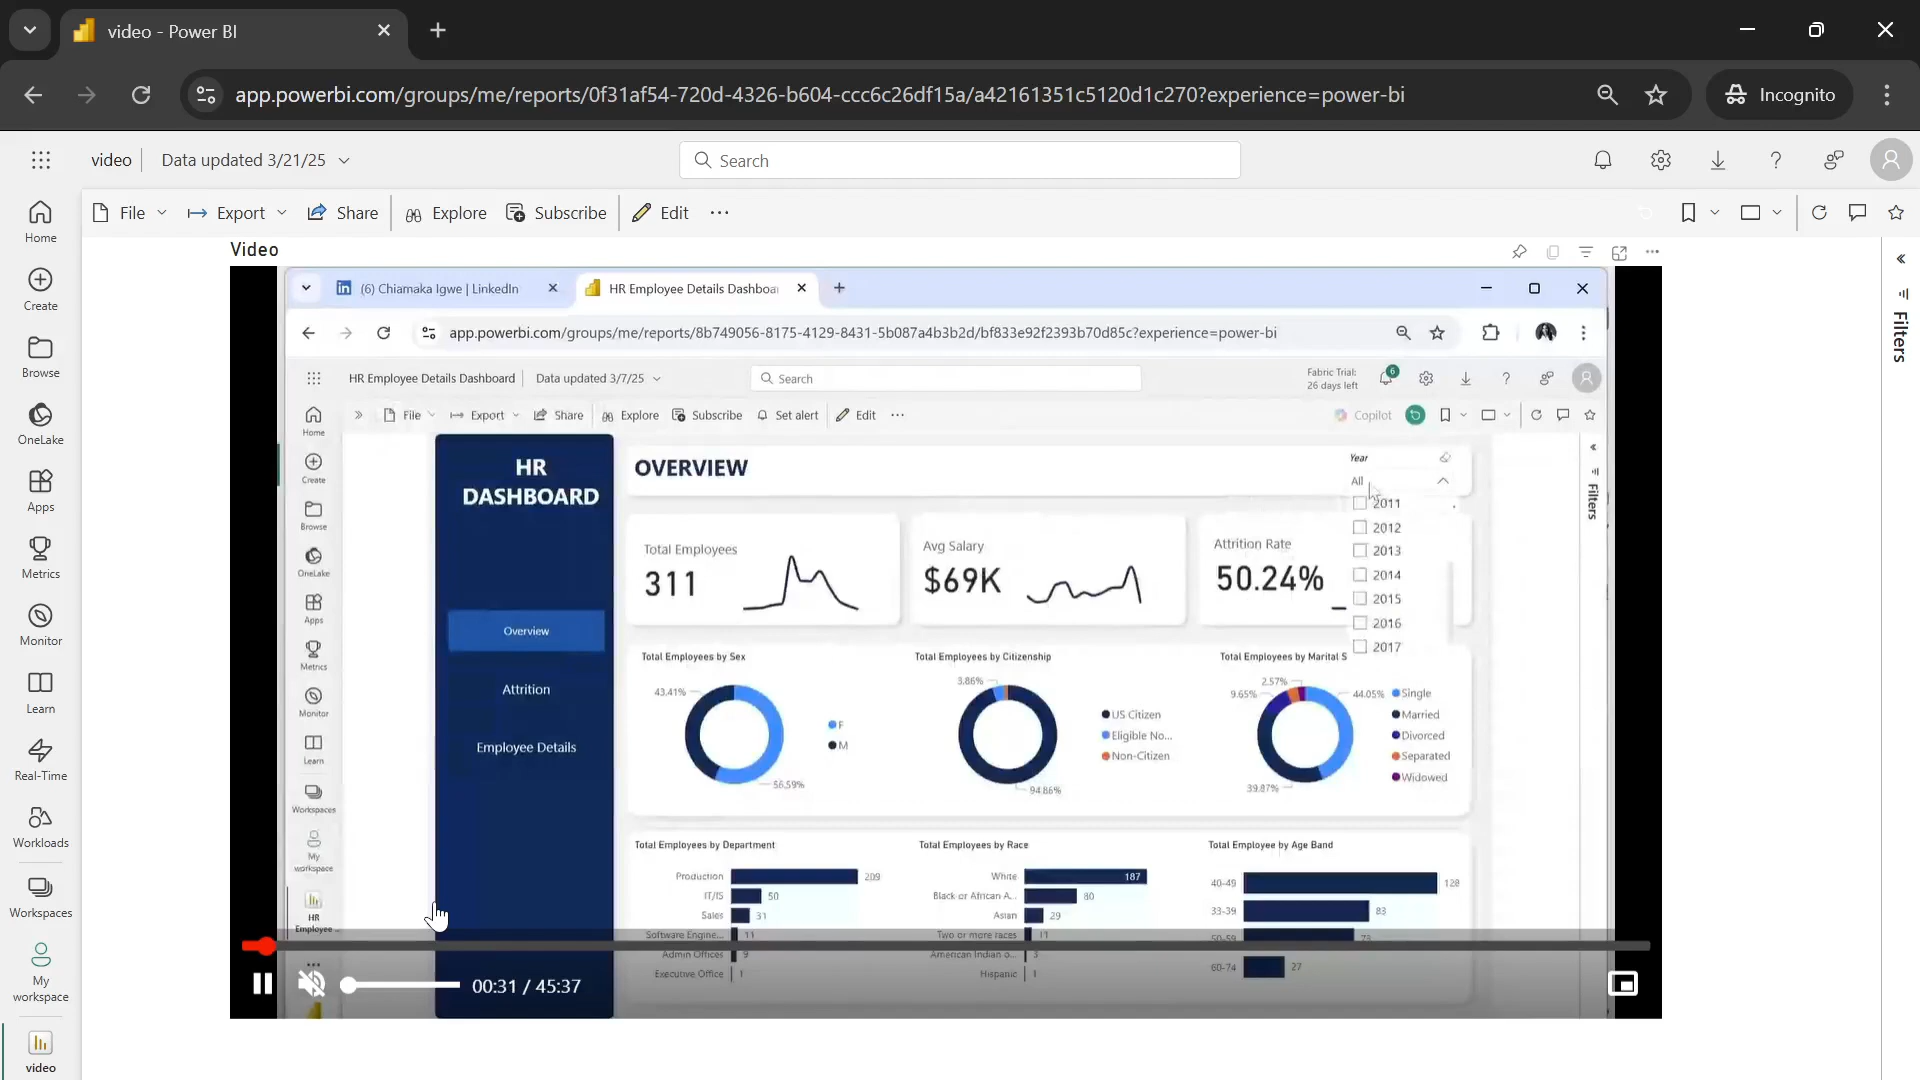 video - Power BI
app.powerbi.com/groups/me/reports/0f31af54-720d-4326-b604-ccc6c26df15a/a42161351c5120d1c270?experience=power-bi
Incognito
video
Data updated 3/21/25
Search
File
Export
Share
Explore
Subscribe
Edit
Home
Create
Browse
OneLake
Apps
Metrics
Monitor
Learn
Real-Time
Workloads
Workspaces
My workspace
video
Filters
Video
(6) Chiamaka Igwe | LinkedIn
HR Employee Details Dashboa
app.powerbi.com/groups/me/reports/8b749056-8175-4129-8431-5b087a4b3b2d/bf833e92f2393b70d85c?experience=power-bi
HR Employee Details Dashboard
Data updated 3/7/25
Search
Fabric Trial:
26 days left
6
File
Export
Share
Explore
Subscribe
Set alert
Edit
Copilot
Home
Create
Browse
OneLake
Apps
Metrics
Monitor
Learn
Workspaces
My workspace
HR
Employee ...
Filters
HR
DASHBOARD
Overview
Attrition
Employee Details
OVERVIEW
Year
All
2011
2012
2013
2014
2015
2016
2017
Total Employees
311
Avg Salary
$69K
Attrition Rate
50.24%
Total Employees by Sex
43.41%
56.59%
F
M
Total Employees by Citizenship
3.86%
94.86%
US Citizen
Eligible No...
Non-Citizen
Total Employees by Marital S
2.57%
9.65%
44.05%
39.87%
Single
Married
Divorced
Separated
Widowed
Total Employees by Department
Production 209
IT/IS 50
Sales 31
Software Engine... 11
Admin Offices 9
Executive Office 1
Total Employees by Race
White 187
Black or African A... 80
Asian 29
Two or more races 11
American Indian o... 3
Hispanic 1
Total Employee by Age Band
40-49 128
33-39 83
50-59
60-74 27
00:31 / 45:37